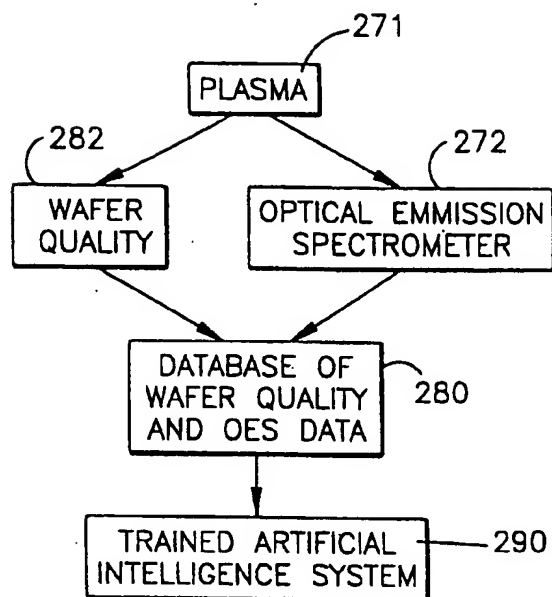 271
PLASMA
282
272
WAFER
QUALITY
OPTICAL EMMISSION
SPECTROMETER
DATABASE OF
WAFER QUALITY
AND OES DATA
280
TRAINED ARTIFICIAL
INTELLIGENCE SYSTEM
290